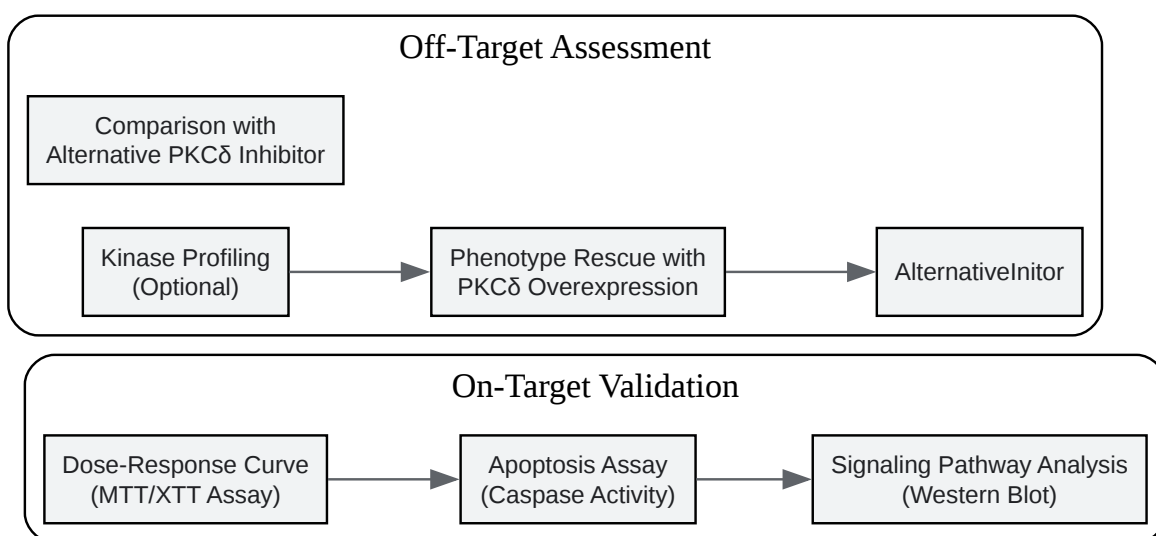 Off-Target Assessment
Comparison with
Alternative PKCδ Inhibitor
Kinase Profiling
(Optional)
Phenotype Rescue with
PKCδ Overexpression
AlternativeInitor
On-Target Validation
Dose-Response Curve
(MTT/XTT Assay)
Apoptosis Assay
(Caspase Activity)
Signaling Pathway Analysis
(Western Blot)